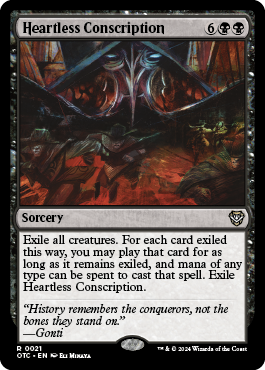 Heartless Conscription 6
Sorcery
Exile all creatures. For each card exiled
this way, you may play that card for as
long as it remains exiled, and mana of any
type can be spent to cast that spell. Exile
Heartless Conscription.
“History remembers the conquerors, not the
bones they stand on.”
—Gonti
R 0021
OTC • EN Eli Minaya
™ & © 2024 Wizards of the Coast